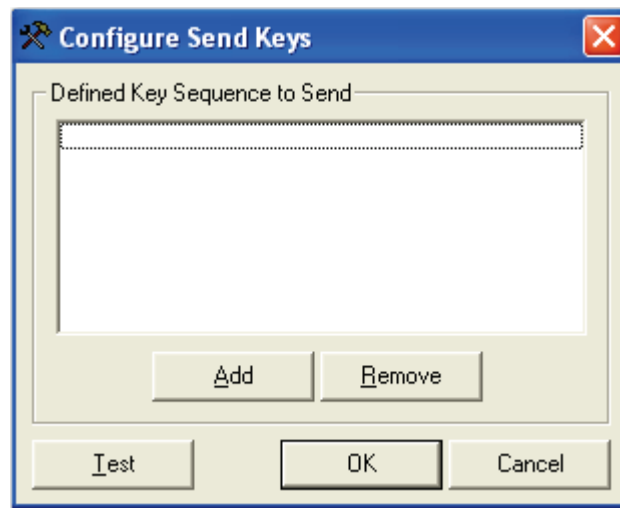 Configure Send Keys
Defined Key Sequence to Send
Add Remove
Test OK Cancel